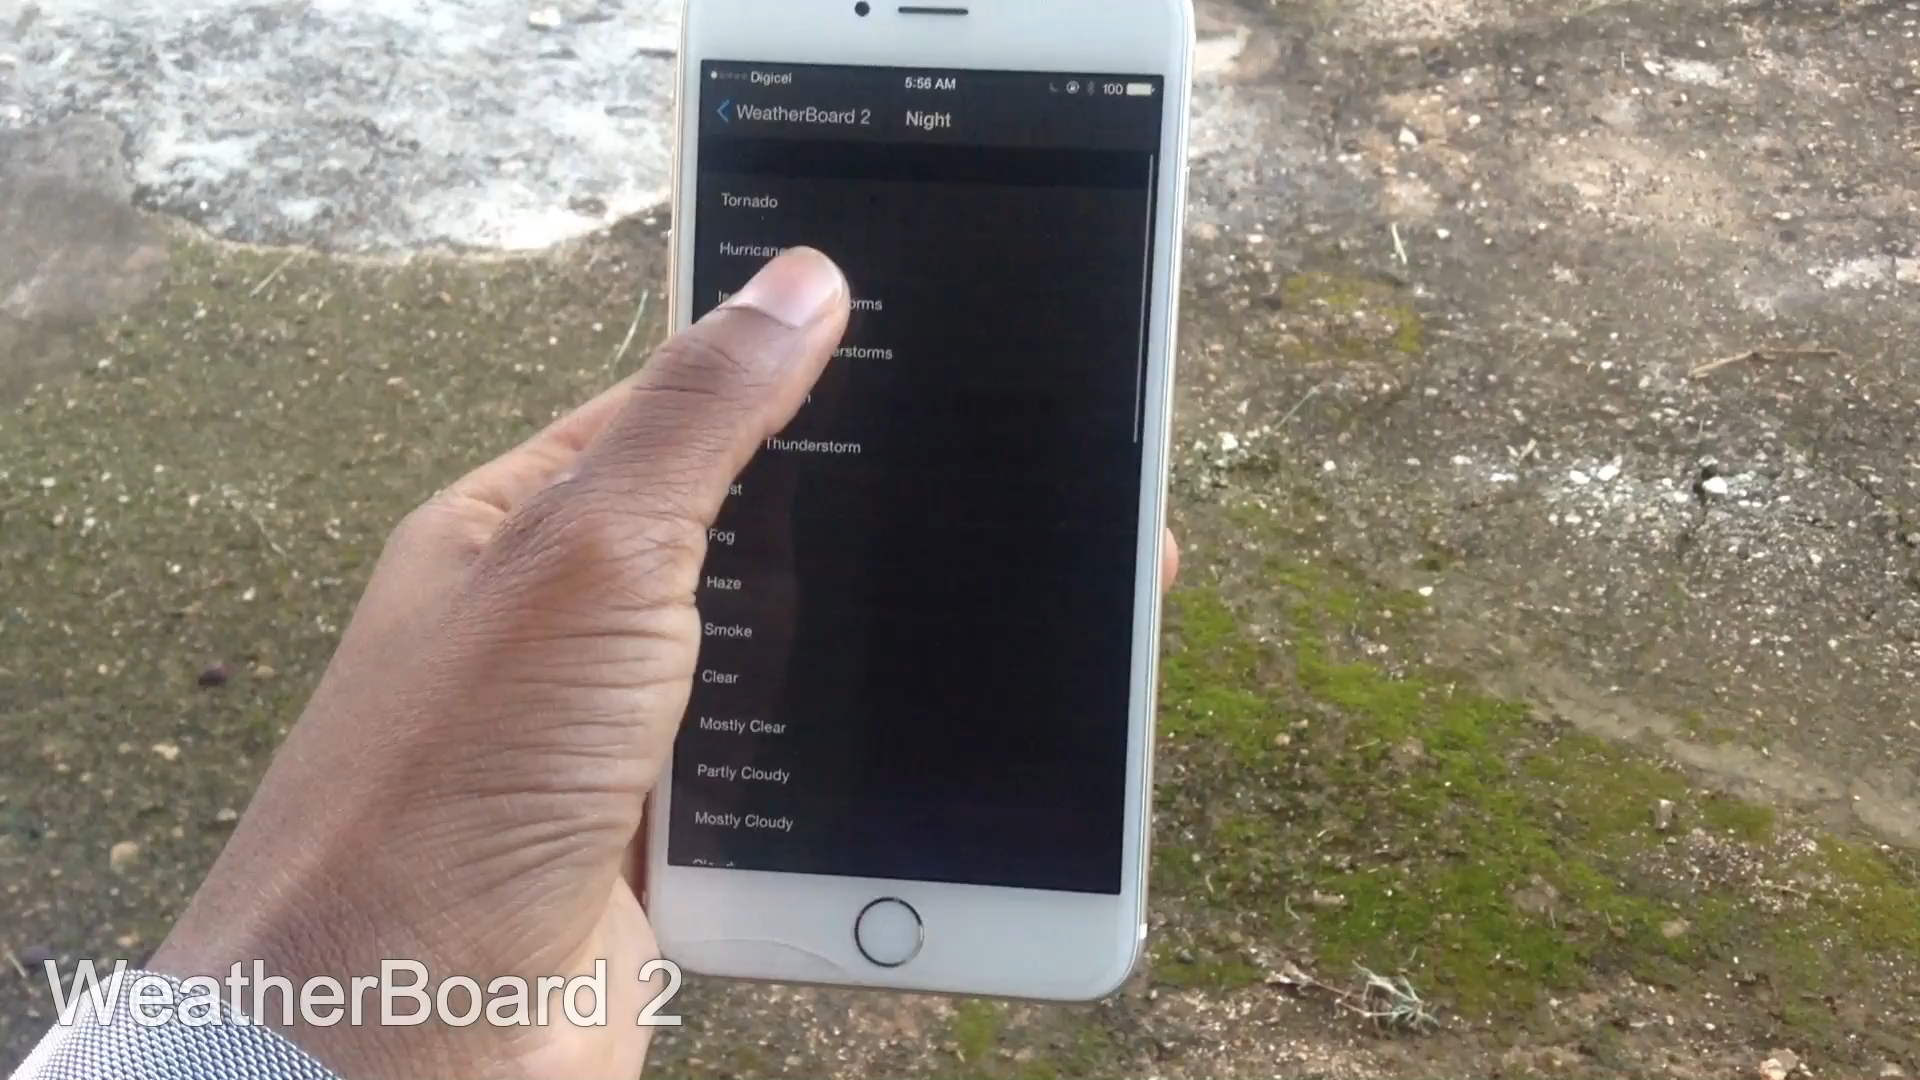 Digicel 5:56 AM 100
WeatherBoard 2 Night
Tornado
Hurricane
Thunderstorm
Fog
Haze
Smoke
Clear
Mostly Clear
Partly Cloudy
Mostly Cloudy
WeatherBoard 2